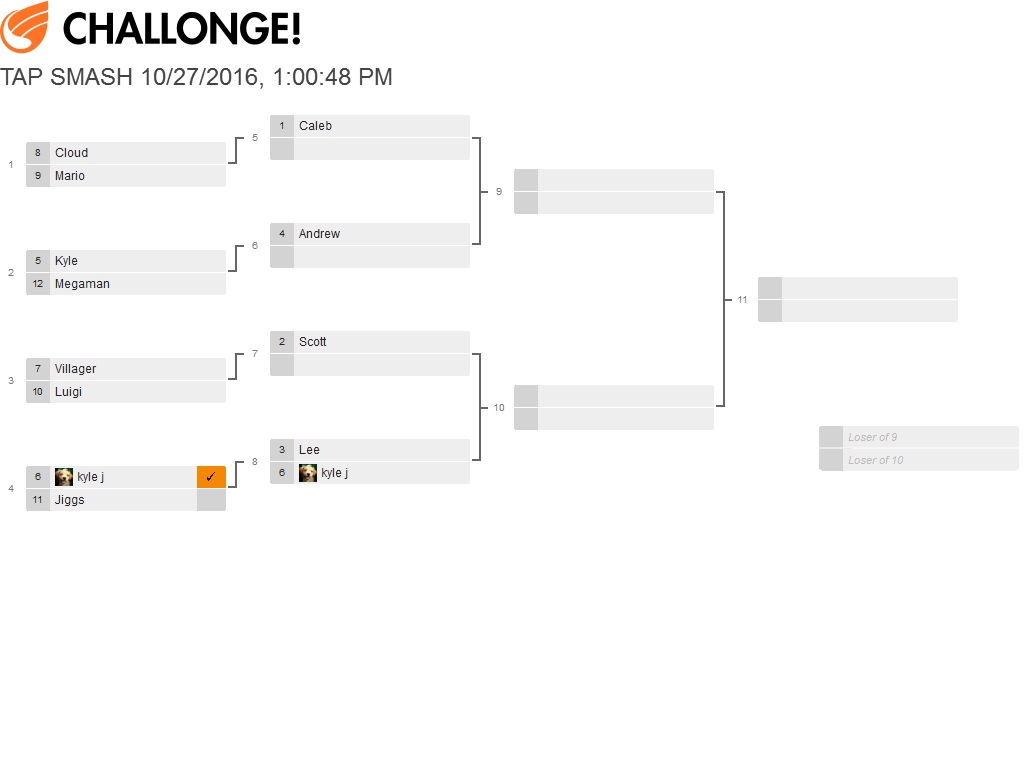 CHALLONGE!
TAP SMASH 10/27/2016, 1:00:48 PM
1
8 Cloud
9 Mario
2
5 Kyle
12 Megaman
3
7 Villager
10 Luigi
4
6 kyle j ✓
11 Jiggs
5
1 Caleb
6
4 Andrew
7
2 Scott
8
3 Lee
6 kyle j
9
10
11
Loser of 9
Loser of 10